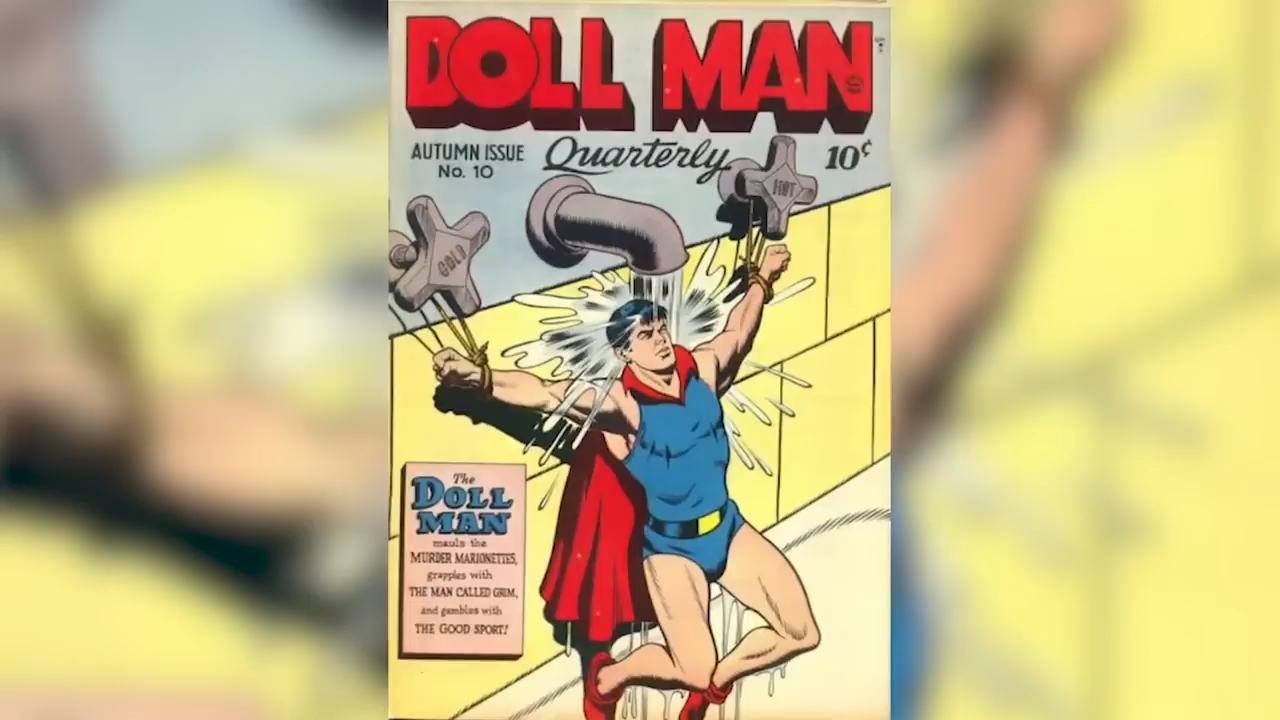 DOLL MAN
AUTUMN ISSUE
No. 10
Quarterly
10¢
HOT
COLD
The
DOLL
MAN
mauls the
MURDER MARIONETTES,
grapples with
THE MAN CALLED GRIM,
and gambles with
THE GOOD SPORT!